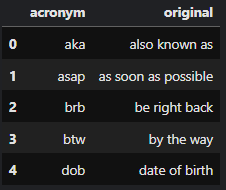 acronym original
0 aka also known as
1 asap as soon as possible
2 brb be right back
3 btw by the way
4 dob date of birth